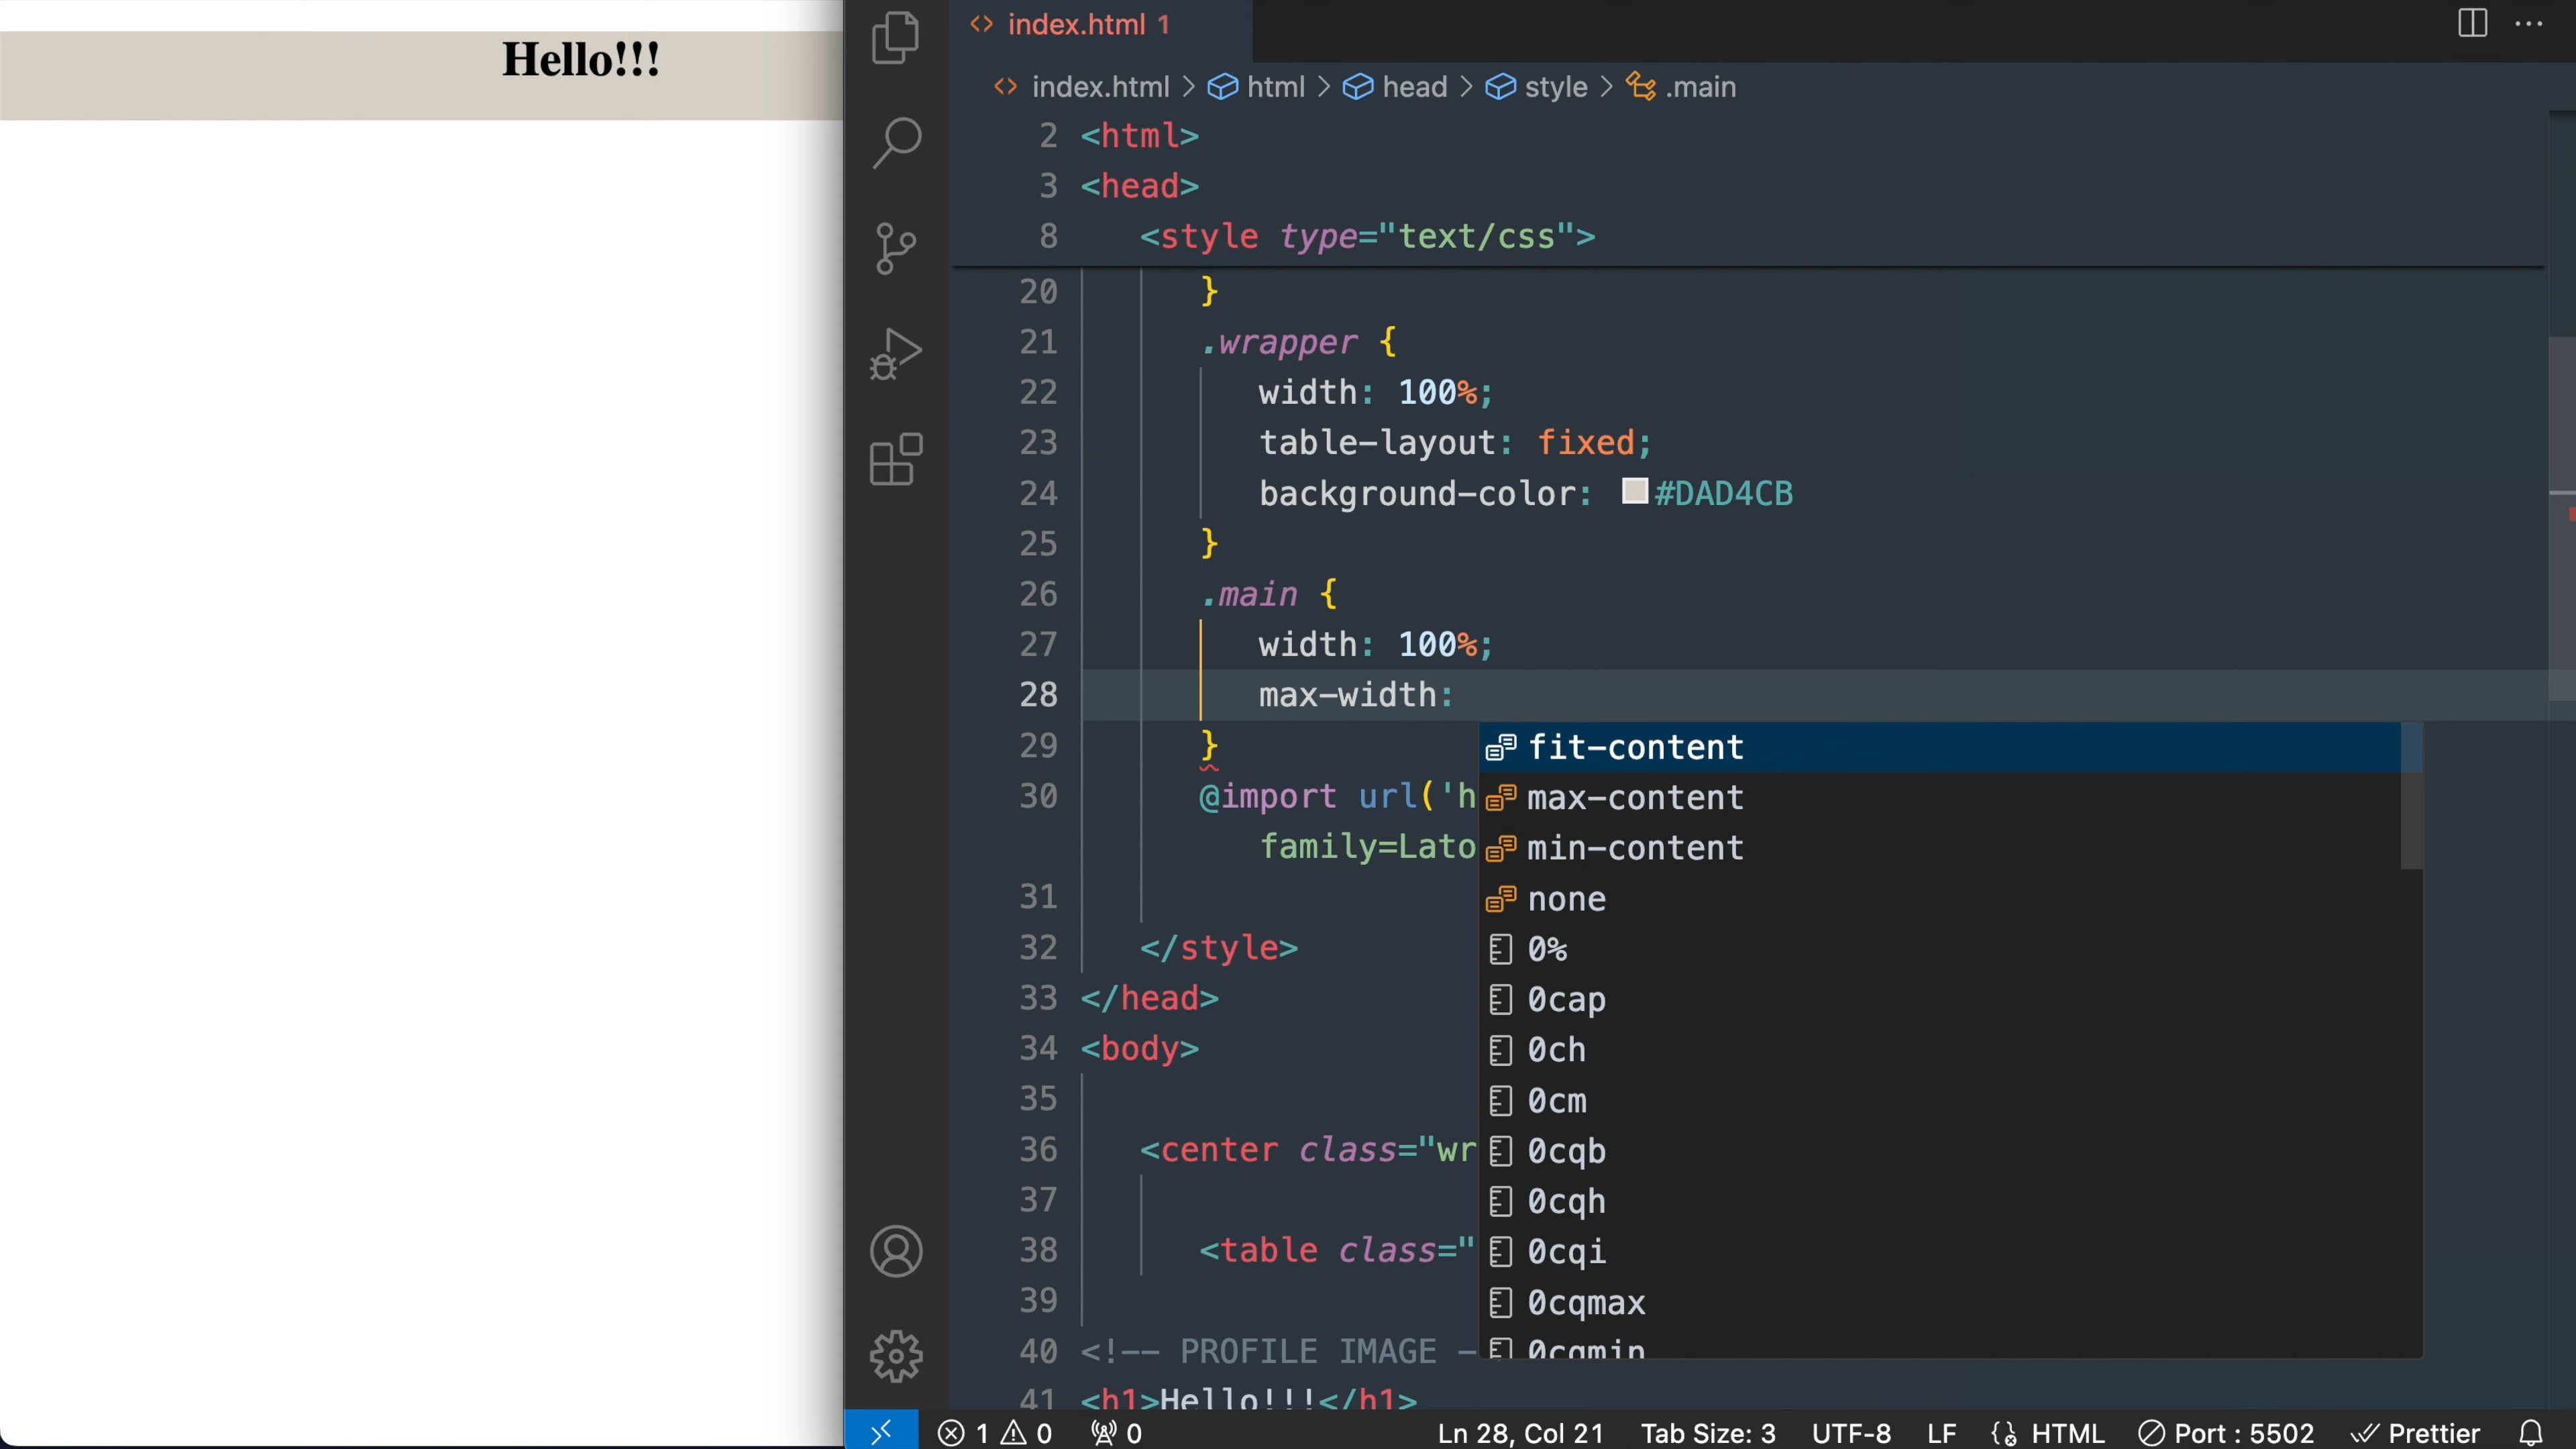 Hello!!!
index.html 1
index.html > html > head > style > .main
2 <html>
3 <head>
8 <style type="text/css">
20 }
21 .wrapper {
22 width: 100%;
23 table-layout: fixed;
24 background-color: #DAD4CB
25 }
26 .main {
27 width: 100%;
28 max-width:
29 }
30 @import url('h
family=Lato
31
32 </style>
33 </head>
34 <body>
35
36 <center class="wr
37
38 <table class="
39
40 <!-- PROFILE IMAGE -
41 <h1>Hello!!!</h1>
fit-content
max-content
min-content
none
0%
0cap
0ch
0cm
0cqb
0cqh
0cqi
0cqmax
0cqmin
1 0 0 Ln 28, Col 21 Tab Size: 3 UTF-8 LF HTML Port : 5502 Prettier